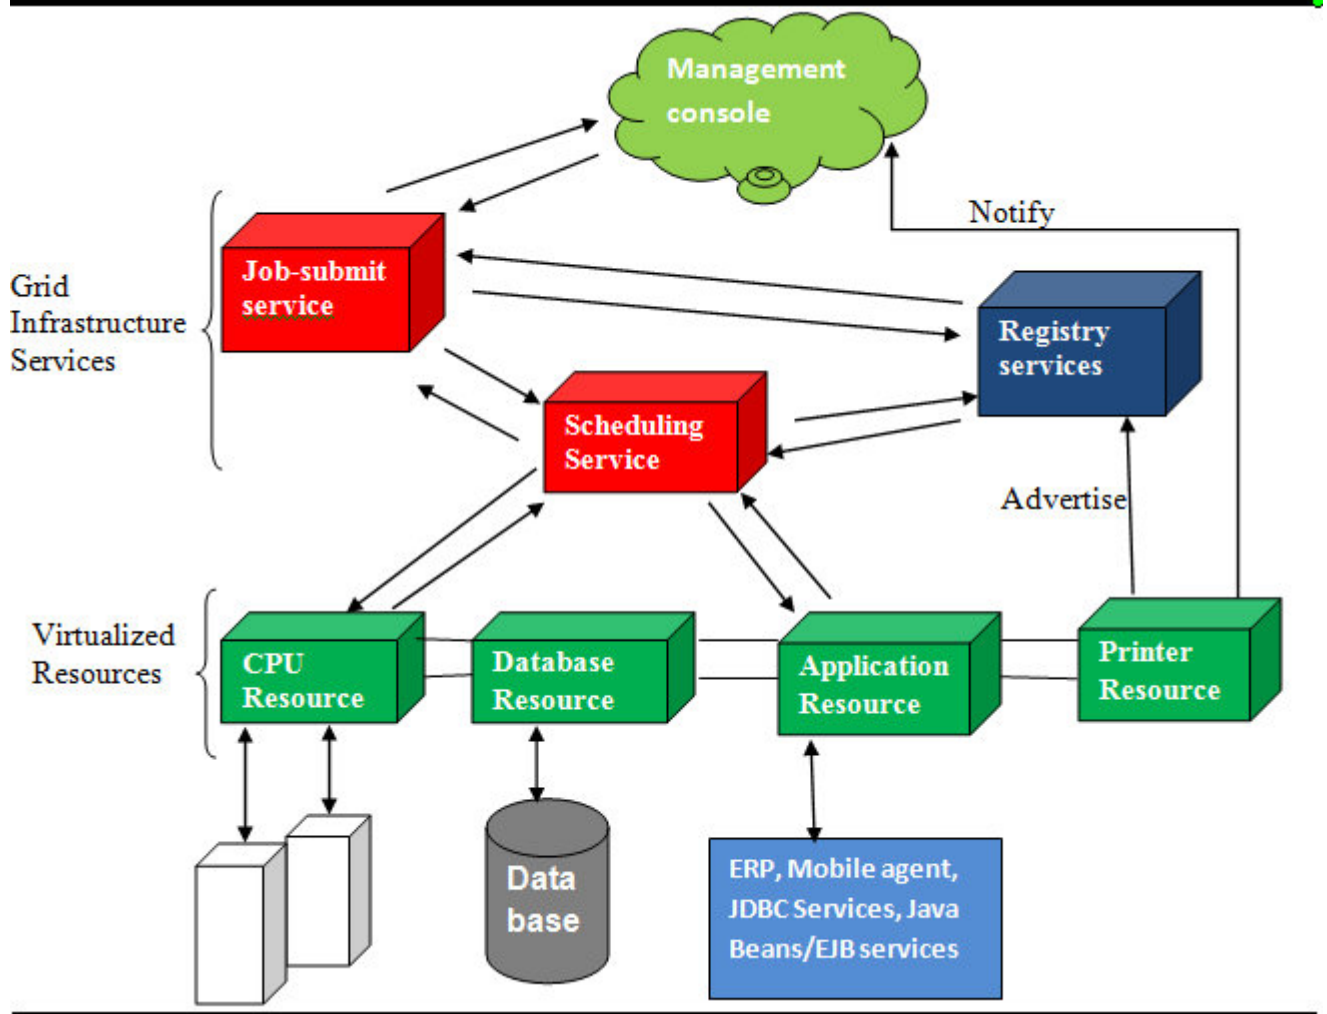 Management
console
Notify
Job-submit
service
Grid
Infrastructure
Services
Registry
services
Scheduling
Service
Advertise
Virtualized
Resources
CPU
Resource
Database
Resource
Application
Resource
Printer
Resource
Data
base
ERP, Mobile agent,
JDBC Services, Java
Beans/EJB services